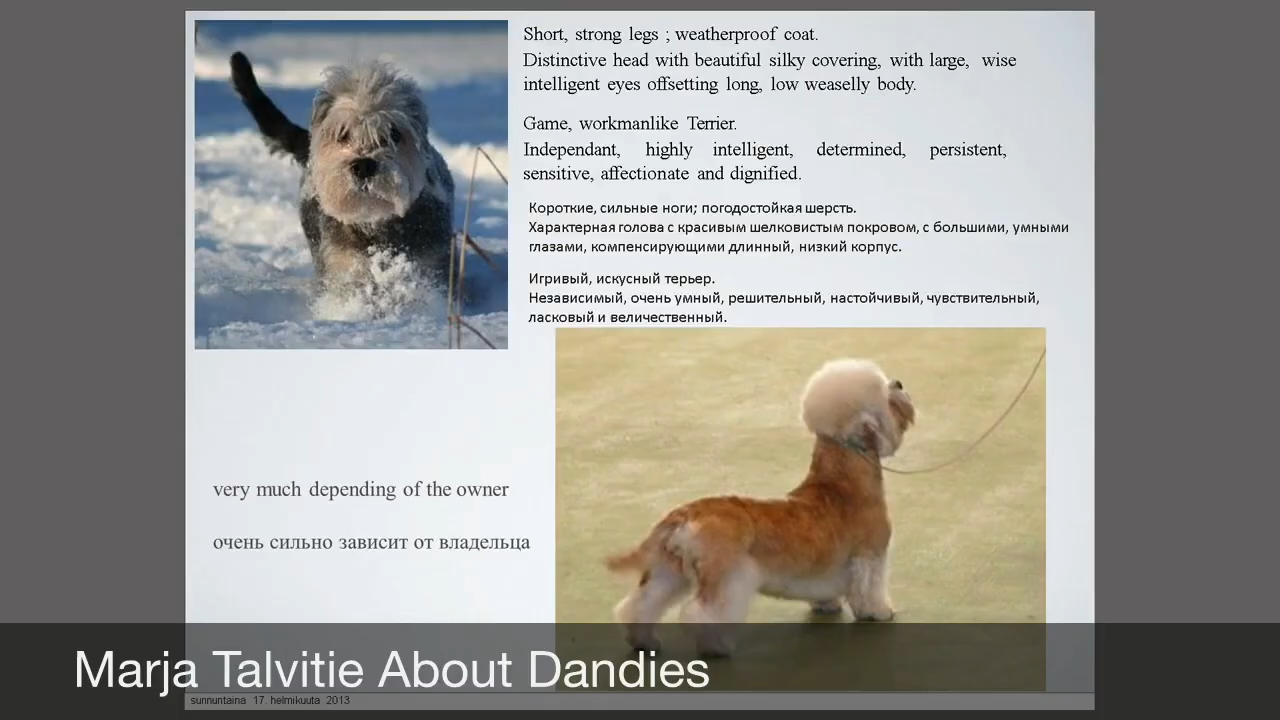 Short, strong legs ; weatherproof coat.
Distinctive head with beautiful silky covering, with large, wise
intelligent eyes offsetting long, low weaselly body.
Game, workmanlike Terrier.
Independant, highly intelligent, determined, persistent,
sensitive, affectionate and dignified.
Короткие, сильные ноги; погодостойкая шерсть.
Характерная голова с красивым шелковистым покровом, с большими, умными
глазами, компенсирующими длинный, низкий корпус.
Игривый, искусный терьер.
Независимый, очень умный, решительный, настойчивый, чувствительный,
ласковый и величественный.
very much depending of the owner
очень сильно зависит от владельца
Marja Talvitie About Dandies
sunnuntaina 17. helmikuuta 2013